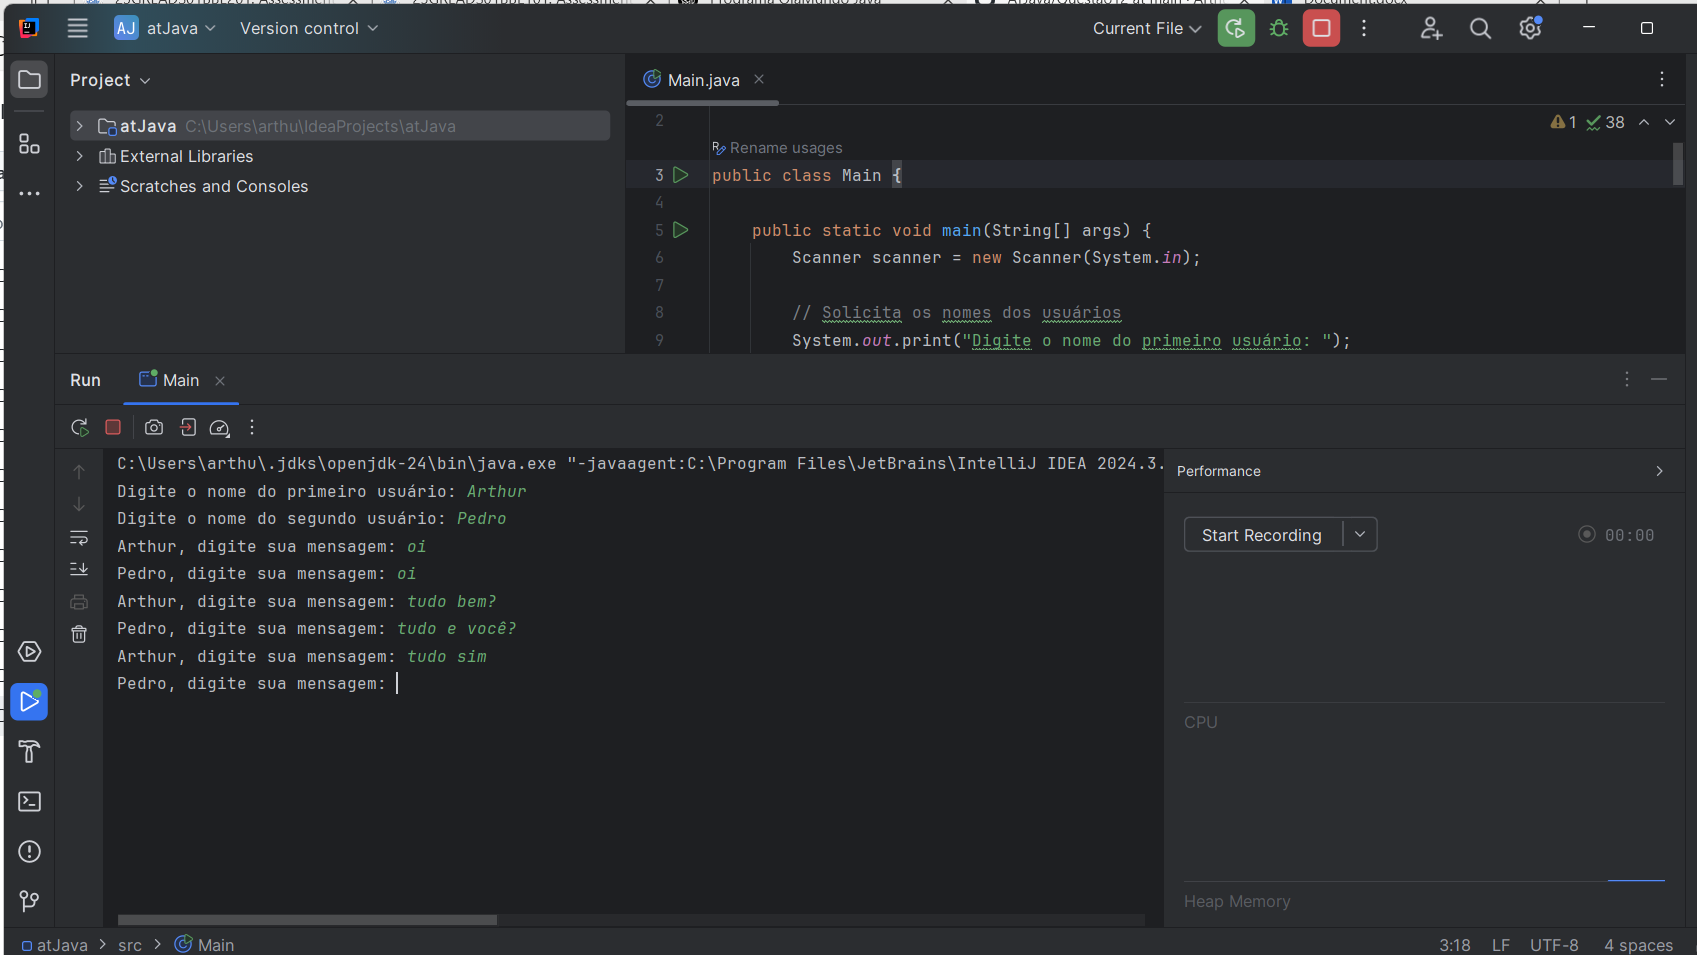 AJ atJava Version control Current File
Project
Main.java
atJava C:\Users\arthu\IdeaProjects\atJava
External Libraries
Scratches and Consoles
1 38
2
Rename usages
3 public class Main {
4
5 public static void main(String[] args) {
6 Scanner scanner = new Scanner(System.in);
7
8 // Solicita os nomes dos usuários
9 System.out.print("Digite o nome do primeiro usuário: ");
Run Main
C:\Users\arthu\.jdks\openjdk-24\bin\java.exe "-javaagent:C:\Program Files\JetBrains\IntelliJ IDEA 2024.3.
Digite o nome do primeiro usuário: Arthur
Digite o nome do segundo usuário: Pedro
Arthur, digite sua mensagem: oi
Pedro, digite sua mensagem: oi
Arthur, digite sua mensagem: tudo bem?
Pedro, digite sua mensagem: tudo e você?
Arthur, digite sua mensagem: tudo sim
Pedro, digite sua mensagem:
Performance
Start Recording 00:00
CPU
Heap Memory
atJava > src > Main
3:18 LF UTF-8 4 spaces